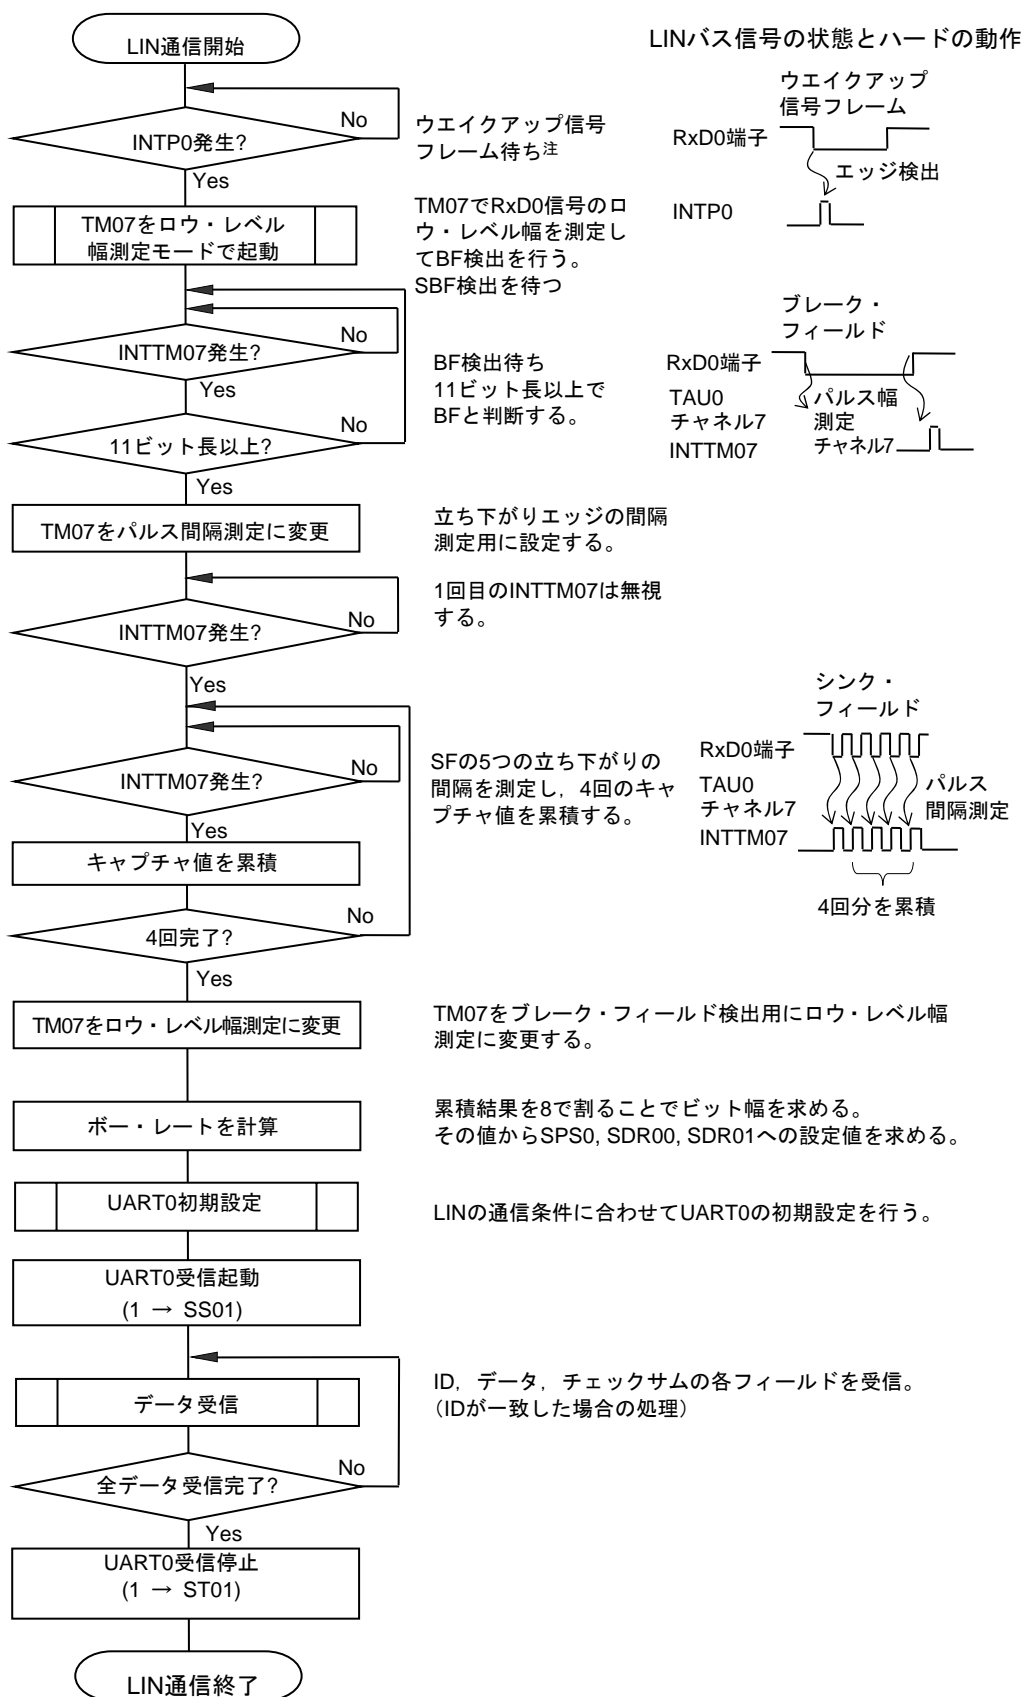 LIN通信開始
LINバス信号の状態とハードの動作
INTP0発生?
No
Yes
ウエイクアップ信号
フレーム待ち注
ウエイクアップ
信号フレーム
RxD0端子
エッジ検出
INTP0
TM07をロウ・レベル
幅測定モードで起動
TM07でRxD0信号のロ
ウ・レベル幅を測定し
てBF検出を行う。
SBF検出を待つ
INTTM07発生?
No
Yes
11ビット長以上?
No
Yes
BF検出待ち
11ビット長以上で
BFと判断する。
ブレーク・
フィールド
RxD0端子
TAU0
チャネル7
INTTM07
パルス幅
測定
チャネル7
TM07をパルス間隔測定に変更
立ち下がりエッジの間隔
測定用に設定する。
INTTM07発生?
No
Yes
1回目のINTTM07は無視
する。
INTTM07発生?
No
Yes
キャプチャ値を累積
4回完了?
No
Yes
SFの5つの立ち下がりの
間隔を測定し，4回のキャ
プチャ値を累積する。
シンク・
フィールド
RxD0端子
TAU0
チャネル7
INTTM07
パルス
間隔測定
4回分を累積
TM07をロウ・レベル幅測定に変更
TM07をブレーク・フィールド検出用にロウ・レベル幅
測定に変更する。
ボー・レートを計算
累積結果を8で割ることでビット幅を求める。
その値からSPS0, SDR00, SDR01への設定値を求める。
UART0初期設定
LINの通信条件に合わせてUART0の初期設定を行う。
UART0受信起動
(1 → SS01)
データ受信
ID，データ，チェックサムの各フィールドを受信。
（IDが一致した場合の処理）
全データ受信完了?
No
Yes
UART0受信停止
(1 → ST01)
LIN通信終了